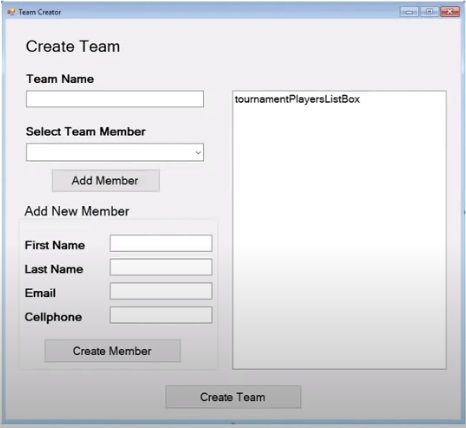 Team Creator
Create Team
Team Name
tournamentPlayersListBox
Select Team Member
Add Member
Add New Member
First Name
Last Name
Email
Cellphone
Create Member
Create Team